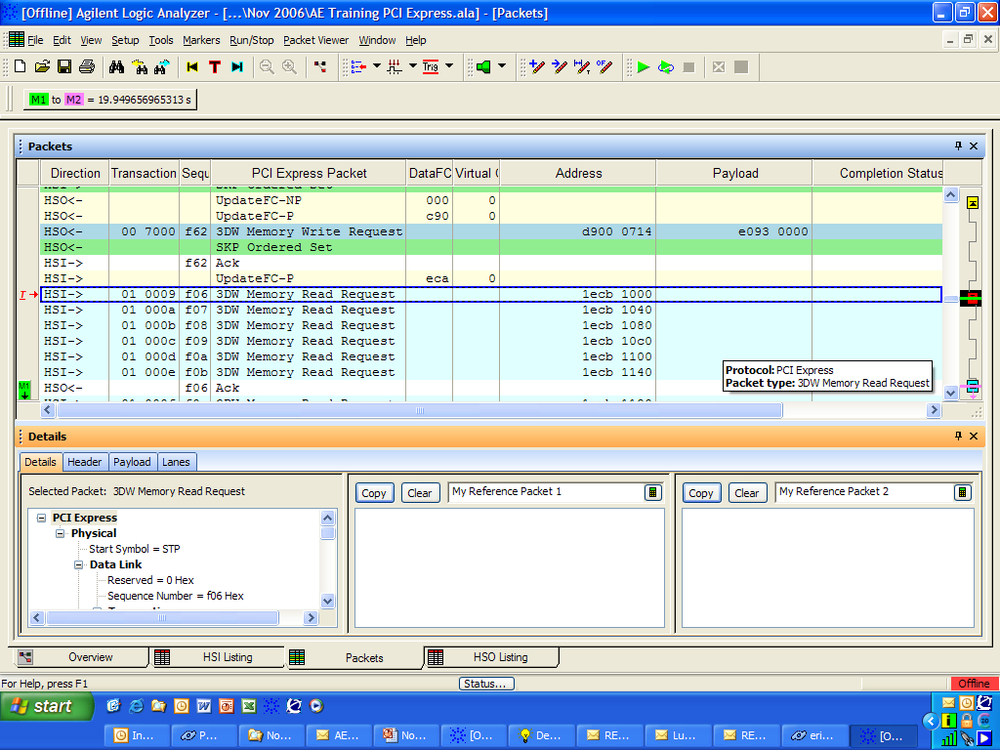 [Offline] Agilent Logic Analyzer - [...\Nov 2006\AE Training PCI Express.ala] - [Packets]
File Edit View Setup Tools Markers Run/Stop Packet Viewer Window Help
T Trig
M1 to M2 = 19.949656965313 s
Packets
Direction Transaction Sequ PCI Express Packet DataFC Virtual Address Payload Completion Status
HSI-> SKP Ordered Set
HSO<- UpdateFC-NP 000 0
HSO<- UpdateFC-P c90 0
HSO<- 00 7000 f62 3DW Memory Write Request d900 0714 e093 0000
HSO<- SKP Ordered Set
HSI-> f62 Ack
HSI-> UpdateFC-P eca 0
HSI-> 01 0009 f06 3DW Memory Read Request 1ecb 1000
HSI-> 01 000a f07 3DW Memory Read Request 1ecb 1040
HSI-> 01 000b f08 3DW Memory Read Request 1ecb 1080
HSI-> 01 000c f09 3DW Memory Read Request 1ecb 10c0
HSI-> 01 000d f0a 3DW Memory Read Request 1ecb 1100
HSI-> 01 000e f0b 3DW Memory Read Request 1ecb 1140
M1 HSO<- f06 Ack
Protocol: PCI Express
Packet type: 3DW Memory Read Request
Details
Details Header Payload Lanes
Selected Packet: 3DW Memory Read Request
PCI Express
Physical
Start Symbol = STP
Data Link
Reserved = 0 Hex
Sequence Number = f06 Hex
Copy Clear My Reference Packet 1
Copy Clear My Reference Packet 2
Overview HSI Listing Packets HSO Listing
For Help, press F1 Status... Offline
start
In... P... No... AE... No... [O... De... RE... Lu... RE... eri... [O...